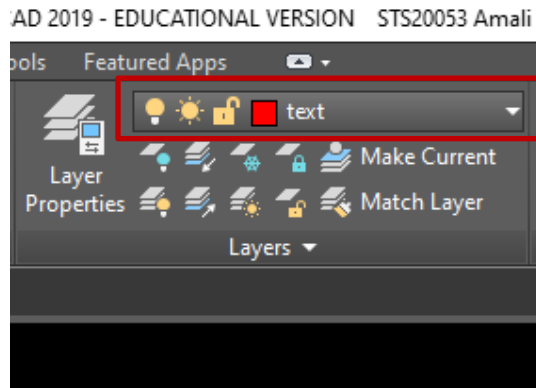 AD 2019 - EDUCATIONAL VERSION STS20053 Amali
ools Featured Apps
text
Layer Properties
Make Current
Match Layer
Layers